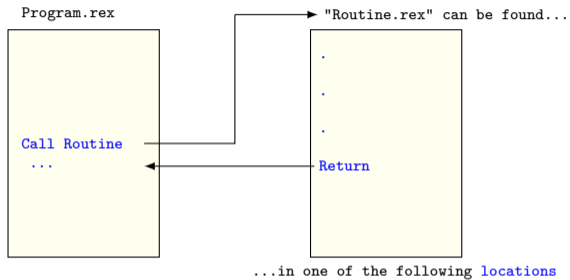 Program.rex
"Routine.rex" can be found...
.
.
.
Call Routine
...
Return
...in one of the following locations